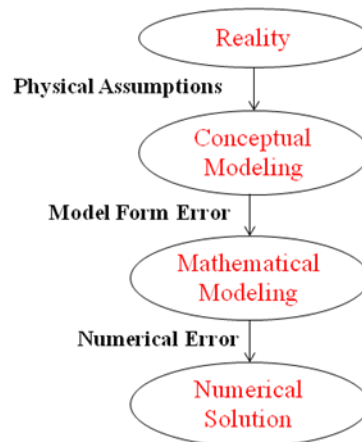 Reality
Physical Assumptions
Conceptual
Modeling
Model Form Error
Mathematical
Modeling
Numerical Error
Numerical
Solution